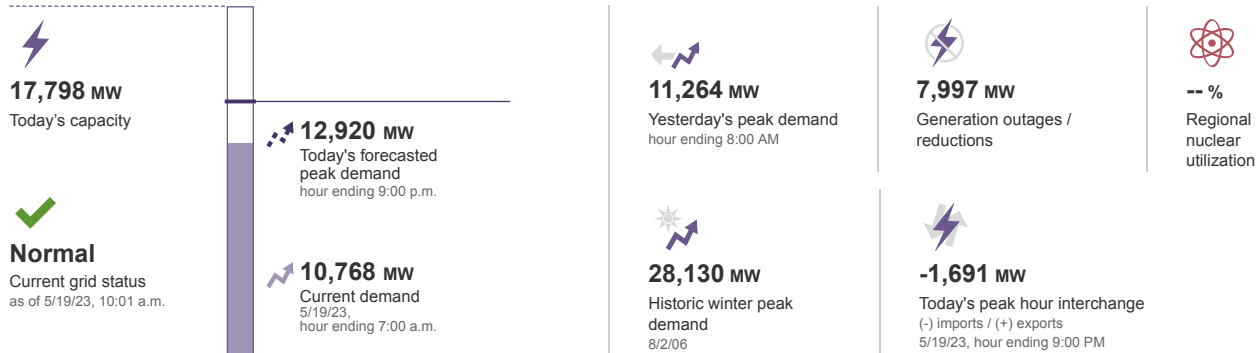 17,798 MW
Today's capacity
Normal
Current grid status
as of 5/19/23, 10:01 a.m.
12,920 MW
Today's forecasted
peak demand
hour ending 9:00 p.m.
10,768 MW
Current demand
5/19/23,
hour ending 7:00 a.m.
11,264 MW
Yesterday's peak demand
hour ending 8:00 AM
7,997 MW
Generation outages /
reductions
-- %
Regional
nuclear
utilization
28,130 MW
Historic winter peak
demand
8/2/06
-1,691 MW
Today's peak hour interchange
(-) imports / (+) exports
5/19/23, hour ending 9:00 PM